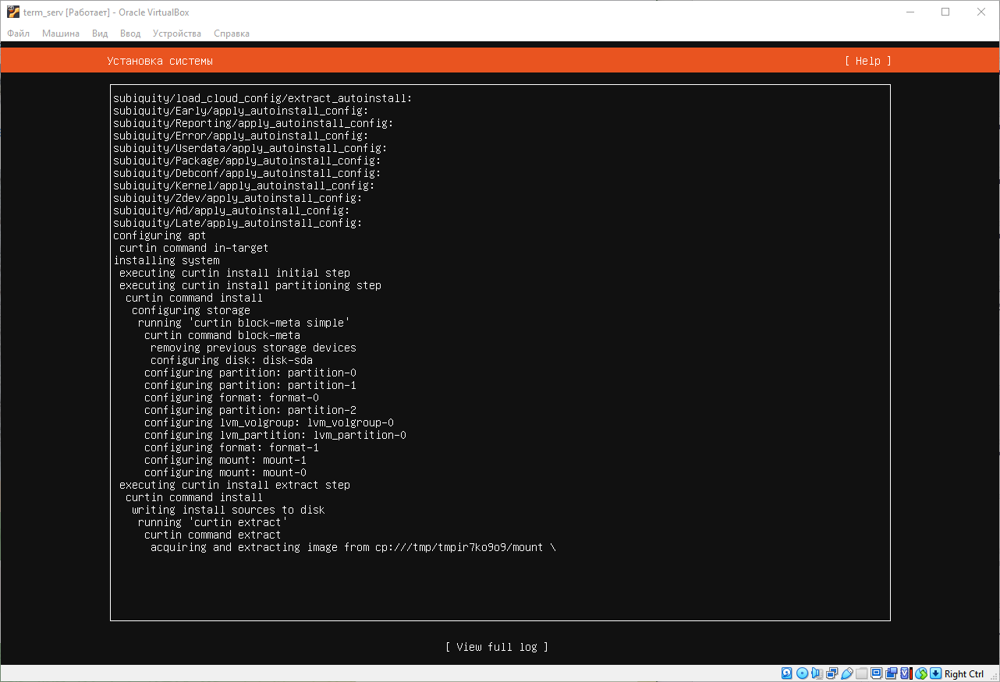 term_serv [Работает] - Oracle VirtualBox
Файл Машина Вид Ввод Устройства Справка
Установка системы [ Help ]
subiquity/load_cloud_config/extract_autoinstall:
subiquity/Early/apply_autoinstall_config:
subiquity/Reporting/apply_autoinstall_config:
subiquity/Error/apply_autoinstall_config:
subiquity/Userdata/apply_autoinstall_config:
subiquity/Package/apply_autoinstall_config:
subiquity/Debconf/apply_autoinstall_config:
subiquity/Kernel/apply_autoinstall_config:
subiquity/Zdev/apply_autoinstall_config:
subiquity/Ad/apply_autoinstall_config:
subiquity/Late/apply_autoinstall_config:
configuring apt
curtin command in-target
installing system
executing curtin install initial step
executing curtin install partitioning step
curtin command install
configuring storage
running 'curtin block-meta simple'
curtin command block-meta
removing previous storage devices
configuring disk: disk-sda
configuring partition: partition-0
configuring partition: partition-1
configuring format: format-0
configuring partition: partition-2
configuring lvm_volgroup: lvm_volgroup-0
configuring lvm_partition: lvm_partition-0
configuring format: format-1
configuring mount: mount-1
configuring mount: mount-0
executing curtin install extract step
curtin command install
writing install sources to disk
running 'curtin extract'
curtin command extract
acquiring and extracting image from cp:///tmp/tmpir7ko9o9/mount \
[ View full log ]
Right Ctrl